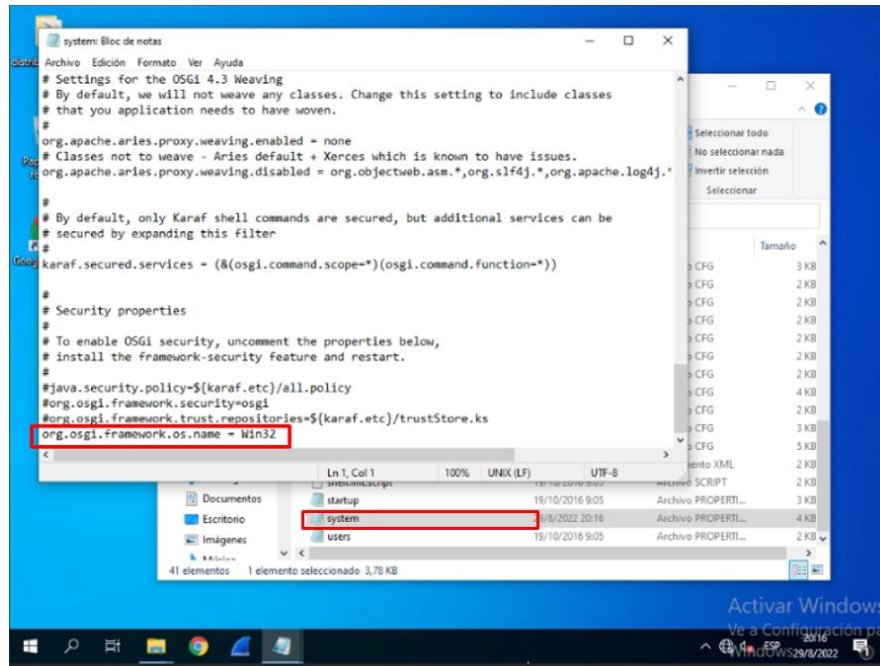 system: Bloc de notas
Archivo Edición Formato Ver Ayuda
# Settings for the OSGi 4.3 Weaving
# By default, we will not weave any classes. Change this setting to include classes
# that you application needs to have woven.
#
org.apache.aries.proxy.weaving.enabled = none
# Classes not to weave - Aries default + Xerces which is known to have issues.
org.apache.aries.proxy.weaving.disabled = org.objectweb.asm.*,org.slf4j.*,org.apache.log4j.*
#
# By default, only Karaf shell commands are secured, but additional services can be
# secured by expanding this filter
#
karaf.secured.services = (&(osgi.command.scope=*)(osgi.command.function=*))
#
# Security properties
#
# To enable OSGi security, uncomment the properties below,
# install the framework-security feature and restart.
#
#java.security.policy=${karaf.etc}/all.policy
#org.osgi.framework.security=osgi
#org.osgi.framework.trust.repositories=${karaf.etc}/trustStore.ks
org.osgi.framework.os.name = Win32
Ln 1, Col 1 100% UNIX (LF) UTF-8
Seleccionar todo
No seleccionar nada
Invertir selección
Seleccionar
Tamaño
CFG 3 KB
CFG 2 KB
CFG 2 KB
CFG 2 KB
CFG 2 KB
CFG 2 KB
CFG 2 KB
CFG 4 KB
CFG 2 KB
CFG 3 KB
CFG 5 KB
XML 2 KB
SCRIPT 2 KB
Documentos
startup 19/10/2016 9:05 Archivo PROPERTI... 3 KB
Escritorio
system 29/8/2022 20:16 Archivo PROPERTI... 4 KB
Imágenes
users 19/10/2016 9:05 Archivo PROPERTI... 2 KB
41 elementos 1 elemento seleccionado 3,78 KB
Activar Windows
Ve a Configuración
ESP
20:16
29/8/2022